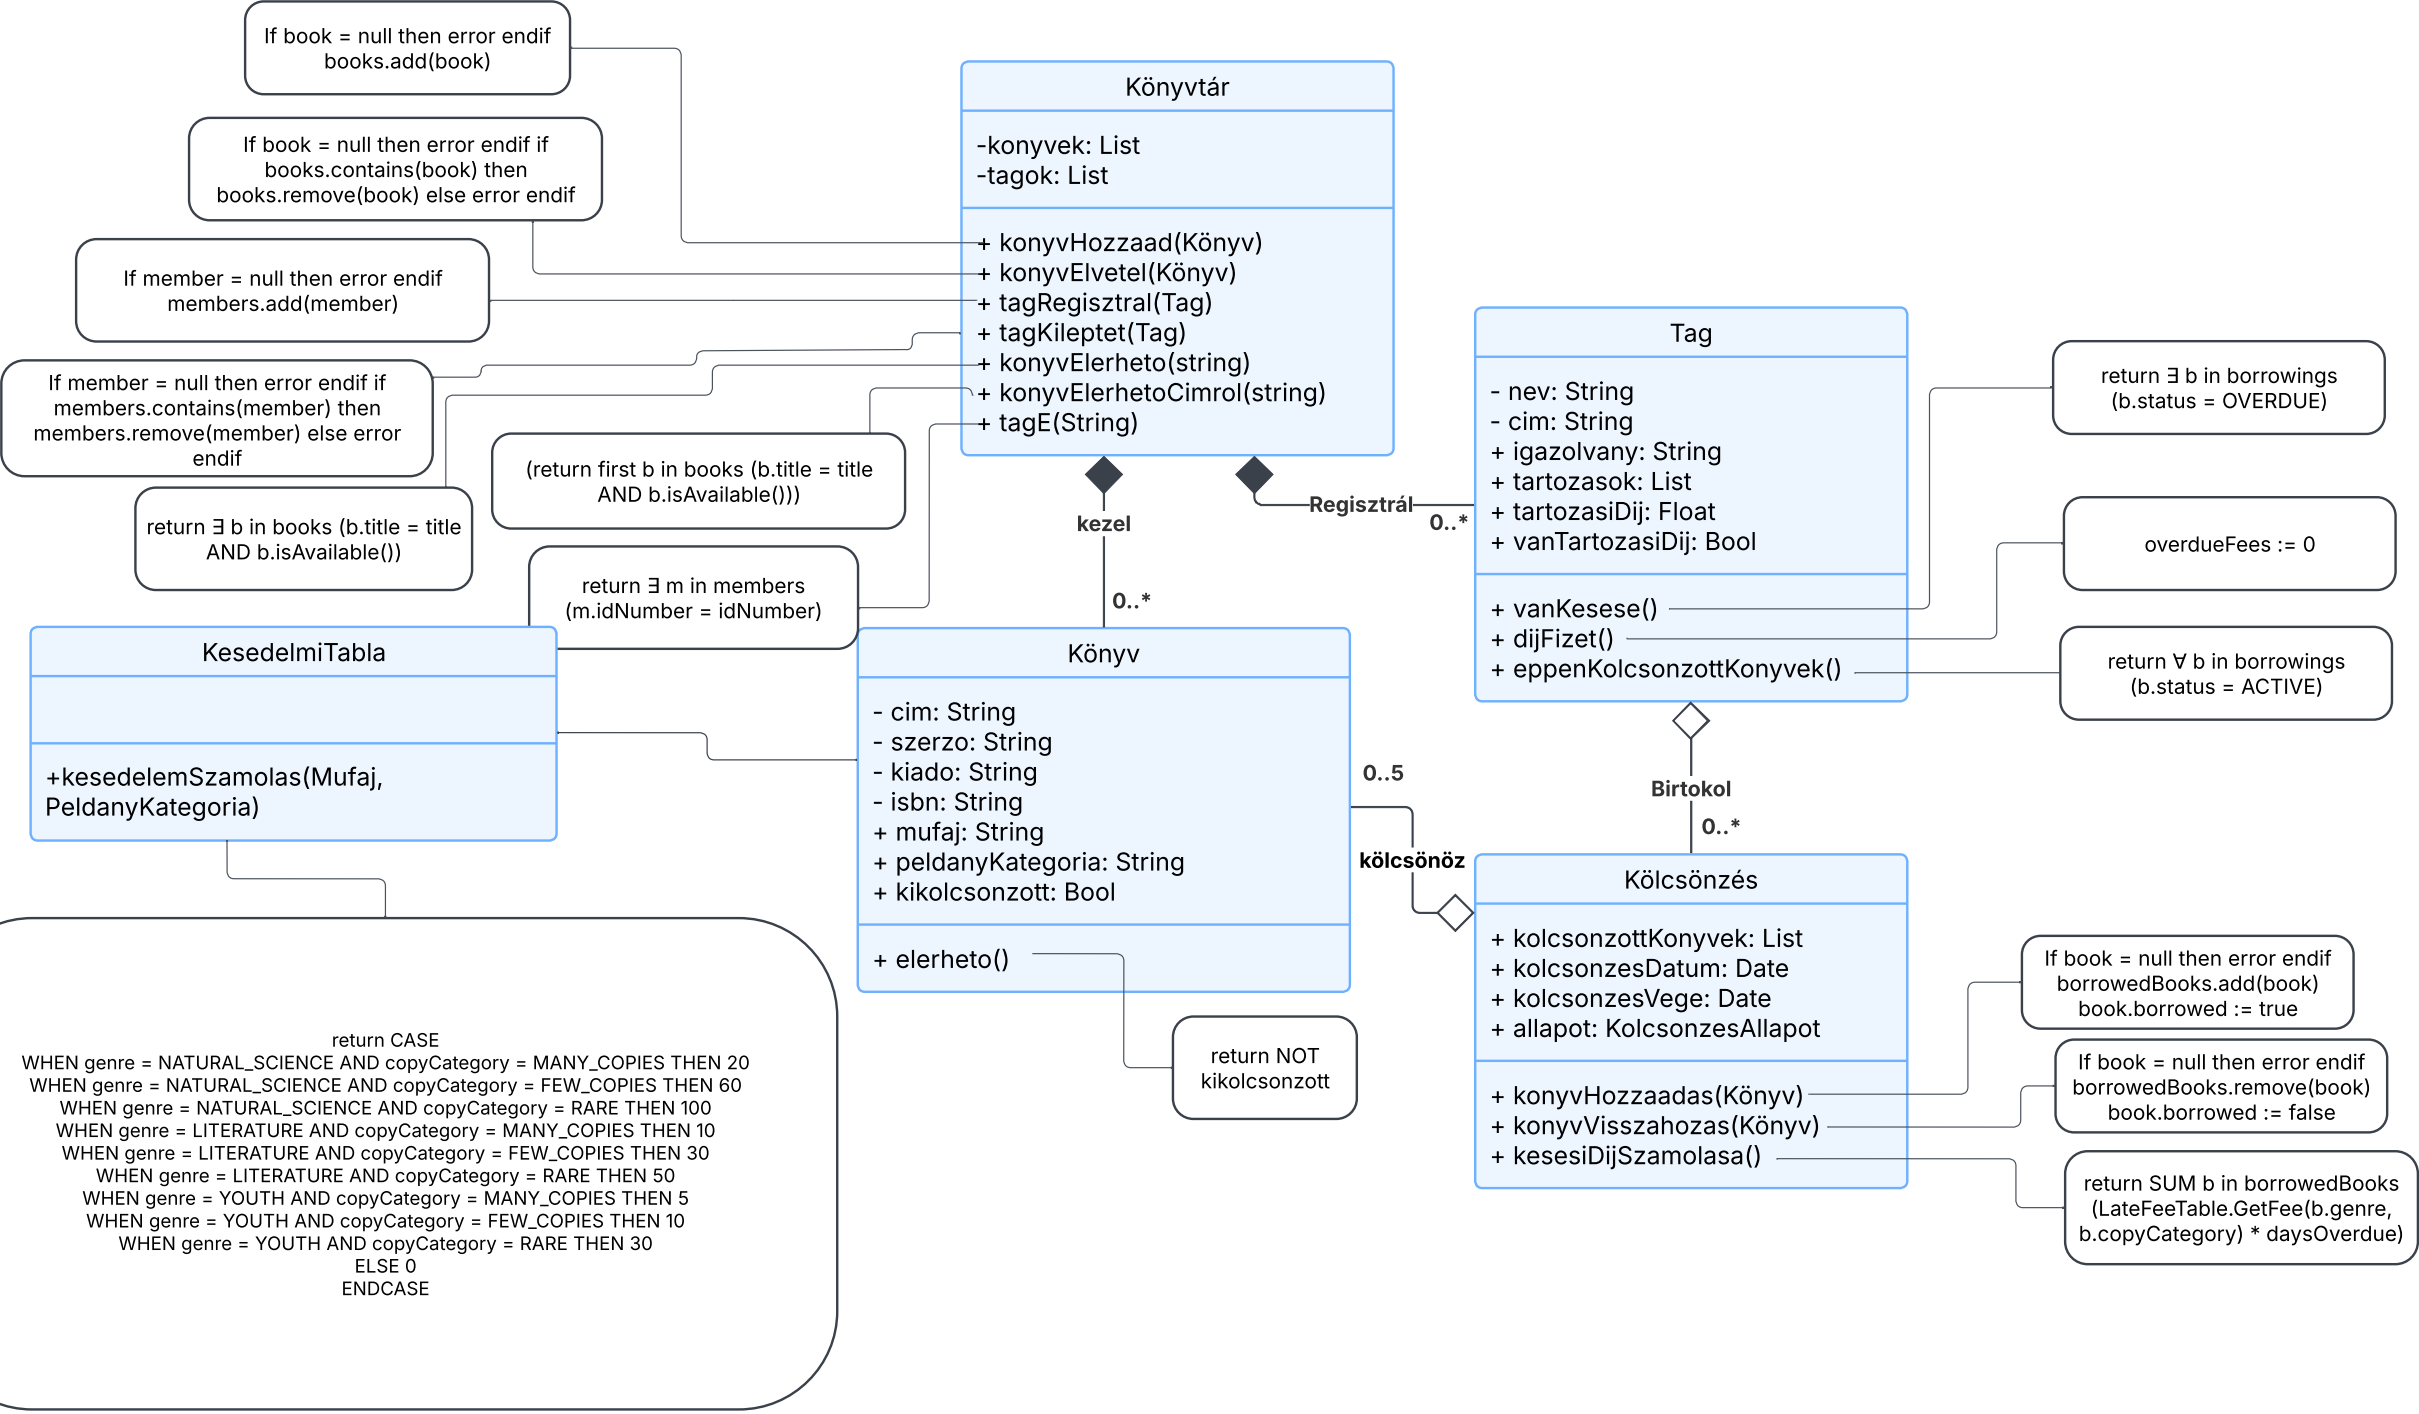 If book = null then error endif
books.add(book)
If book = null then error endif if
books.contains(book) then
books.remove(book) else error endif
If member = null then error endif
members.add(member)
If member = null then error endif if
members.contains(member) then
members.remove(member) else error
endif
return ∃ b in books (b.title = title
AND b.isAvailable())
(return first b in books (b.title = title
AND b.isAvailable()))
return ∃ m in members
(m.idNumber = idNumber)
Könyvtár
-konyvek: List
-tagok: List
+ konyvHozzaad(Könyv)
+ konyvElvetel(Könyv)
+ tagRegisztral(Tag)
+ tagKileptet(Tag)
+ konyvElerheto(string)
+ konyvElerhetoCimrol(string)
+ tagE(String)
kezel
0..*
Regisztrál
0..*
Tag
- nev: String
- cim: String
+ igazolvany: String
+ tartozasok: List
+ tartozasiDij: Float
+ vanTartozasiDij: Bool
+ vanKesese()
+ dijFizet()
+ eppenKolcsonzottKonyvek()
return ∃ b in borrowings
(b.status = OVERDUE)
overdueFees := 0
return ∀ b in borrowings
(b.status = ACTIVE)
KesedelmiTabla
+kesedelemSzamolas(Mufaj,
PeldanyKategoria)
Könyv
- cim: String
- szerzo: String
- kiado: String
- isbn: String
+ mufaj: String
+ peldanyKategoria: String
+ kikolcsonzott: Bool
+ elerheto()
return NOT
kikolcsonzott
0..5
kölcsönöz
Birtokol
0..*
Kölcsönzés
+ kolcsonzottKonyvek: List
+ kolcsonzesDatum: Date
+ kolcsonzesVege: Date
+ allapot: KolcsonzesAllapot
+ konyvHozzaadas(Könyv)
+ konyvVisszahozas(Könyv)
+ kesesiDijSzamolasa()
If book = null then error endif
borrowedBooks.add(book)
book.borrowed := true
If book = null then error endif
borrowedBooks.remove(book)
book.borrowed := false
return SUM b in borrowedBooks
(LateFeeTable.GetFee(b.genre,
b.copyCategory) * daysOverdue)
return CASE
WHEN genre = NATURAL_SCIENCE AND copyCategory = MANY_COPIES THEN 20
WHEN genre = NATURAL_SCIENCE AND copyCategory = FEW_COPIES THEN 60
WHEN genre = NATURAL_SCIENCE AND copyCategory = RARE THEN 100
WHEN genre = LITERATURE AND copyCategory = MANY_COPIES THEN 10
WHEN genre = LITERATURE AND copyCategory = FEW_COPIES THEN 30
WHEN genre = LITERATURE AND copyCategory = RARE THEN 50
WHEN genre = YOUTH AND copyCategory = MANY_COPIES THEN 5
WHEN genre = YOUTH AND copyCategory = FEW_COPIES THEN 10
WHEN genre = YOUTH AND copyCategory = RARE THEN 30
ELSE 0
ENDCASE